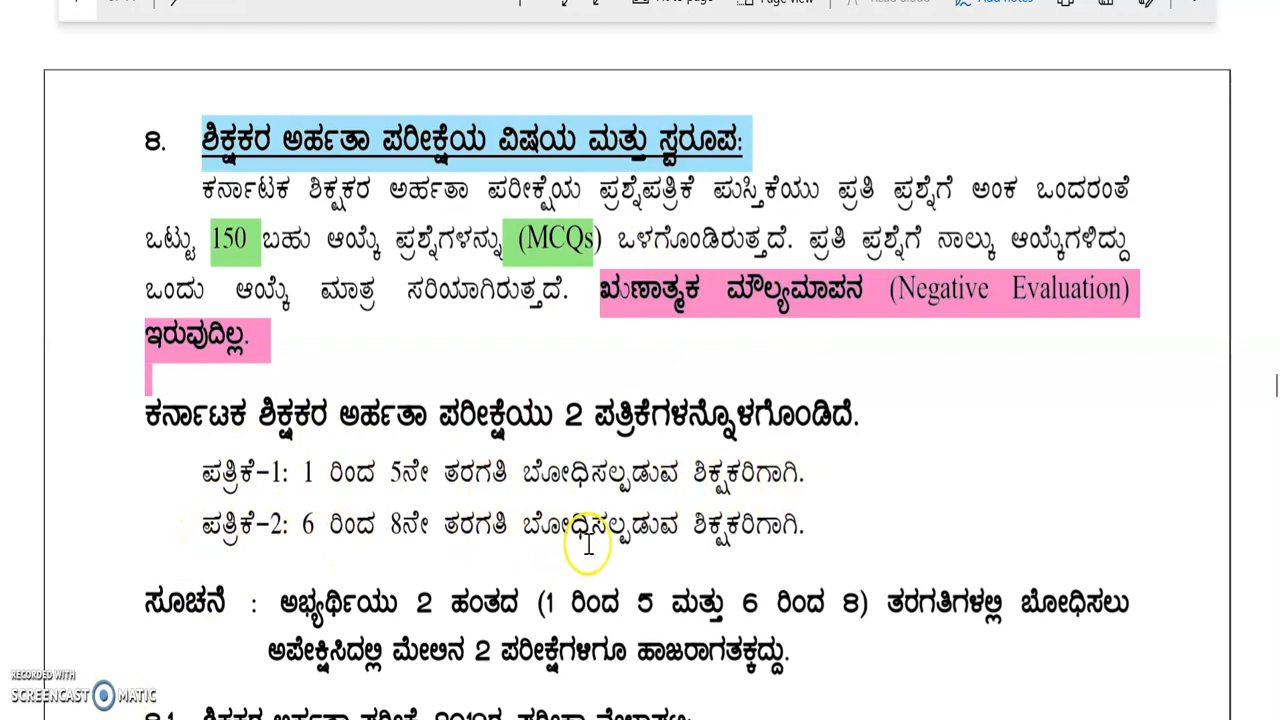 8. ಶಿಕ್ಷಕರ ಅರ್ಹತಾ ಪರೀಕ್ಷೆಯ ವಿಷಯ ಮತ್ತು ಸ್ವರೂಪ:
ಕರ್ನಾಟಕ ಶಿಕ್ಷಕರ ಅರ್ಹತಾ ಪರೀಕ್ಷೆಯ ಪ್ರಶ್ನೆಪತ್ರಿಕೆ ಪುಸ್ತಿಕೆಯು ಪ್ರತಿ ಪ್ರಶ್ನೆಗೆ ಅಂಕ ಒಂದರಂತೆ
ಒಟ್ಟು 150 ಬಹು ಆಯ್ಕೆ ಪ್ರಶ್ನೆಗಳನ್ನು (MCQs) ಒಳಗೊಂಡಿರುತ್ತದೆ. ಪ್ರತಿ ಪ್ರಶ್ನೆಗೆ ನಾಲ್ಕು ಆಯ್ಕೆಗಳಿದ್ದು
ಒಂದು ಆಯ್ಕೆ ಮಾತ್ರ ಸರಿಯಾಗಿರುತ್ತದೆ. ಋಣಾತ್ಮಕ ಮೌಲ್ಯಮಾಪನ (Negative Evaluation)
ಇರುವುದಿಲ್ಲ.
ಕರ್ನಾಟಕ ಶಿಕ್ಷಕರ ಅರ್ಹತಾ ಪರೀಕ್ಷೆಯು 2 ಪತ್ರಿಕೆಗಳನ್ನೊಳಗೊಂಡಿದೆ.
ಪತ್ರಿಕೆ-1: 1 ರಿಂದ 5ನೇ ತರಗತಿ ಬೋಧಿಸಲ್ಪಡುವ ಶಿಕ್ಷಕರಿಗಾಗಿ.
ಪತ್ರಿಕೆ-2: 6 ರಿಂದ 8ನೇ ತರಗತಿ ಬೋಧಿಸಲ್ಪಡುವ ಶಿಕ್ಷಕರಿಗಾಗಿ.
ಸೂಚನೆ : ಅಭ್ಯರ್ಥಿಯು 2 ಹಂತದ (1 ರಿಂದ 5 ಮತ್ತು 6 ರಿಂದ 8) ತರಗತಿಗಳಲ್ಲಿ ಬೋಧಿಸಲು
ಅಪೇಕ್ಷಿಸಿದಲ್ಲಿ ಮೇಲಿನ 2 ಪರೀಕ್ಷೆಗಳಿಗೂ ಹಾಜರಾಗತಕ್ಕದ್ದು.
RECORDED WITH
SCREENCAST MATIC